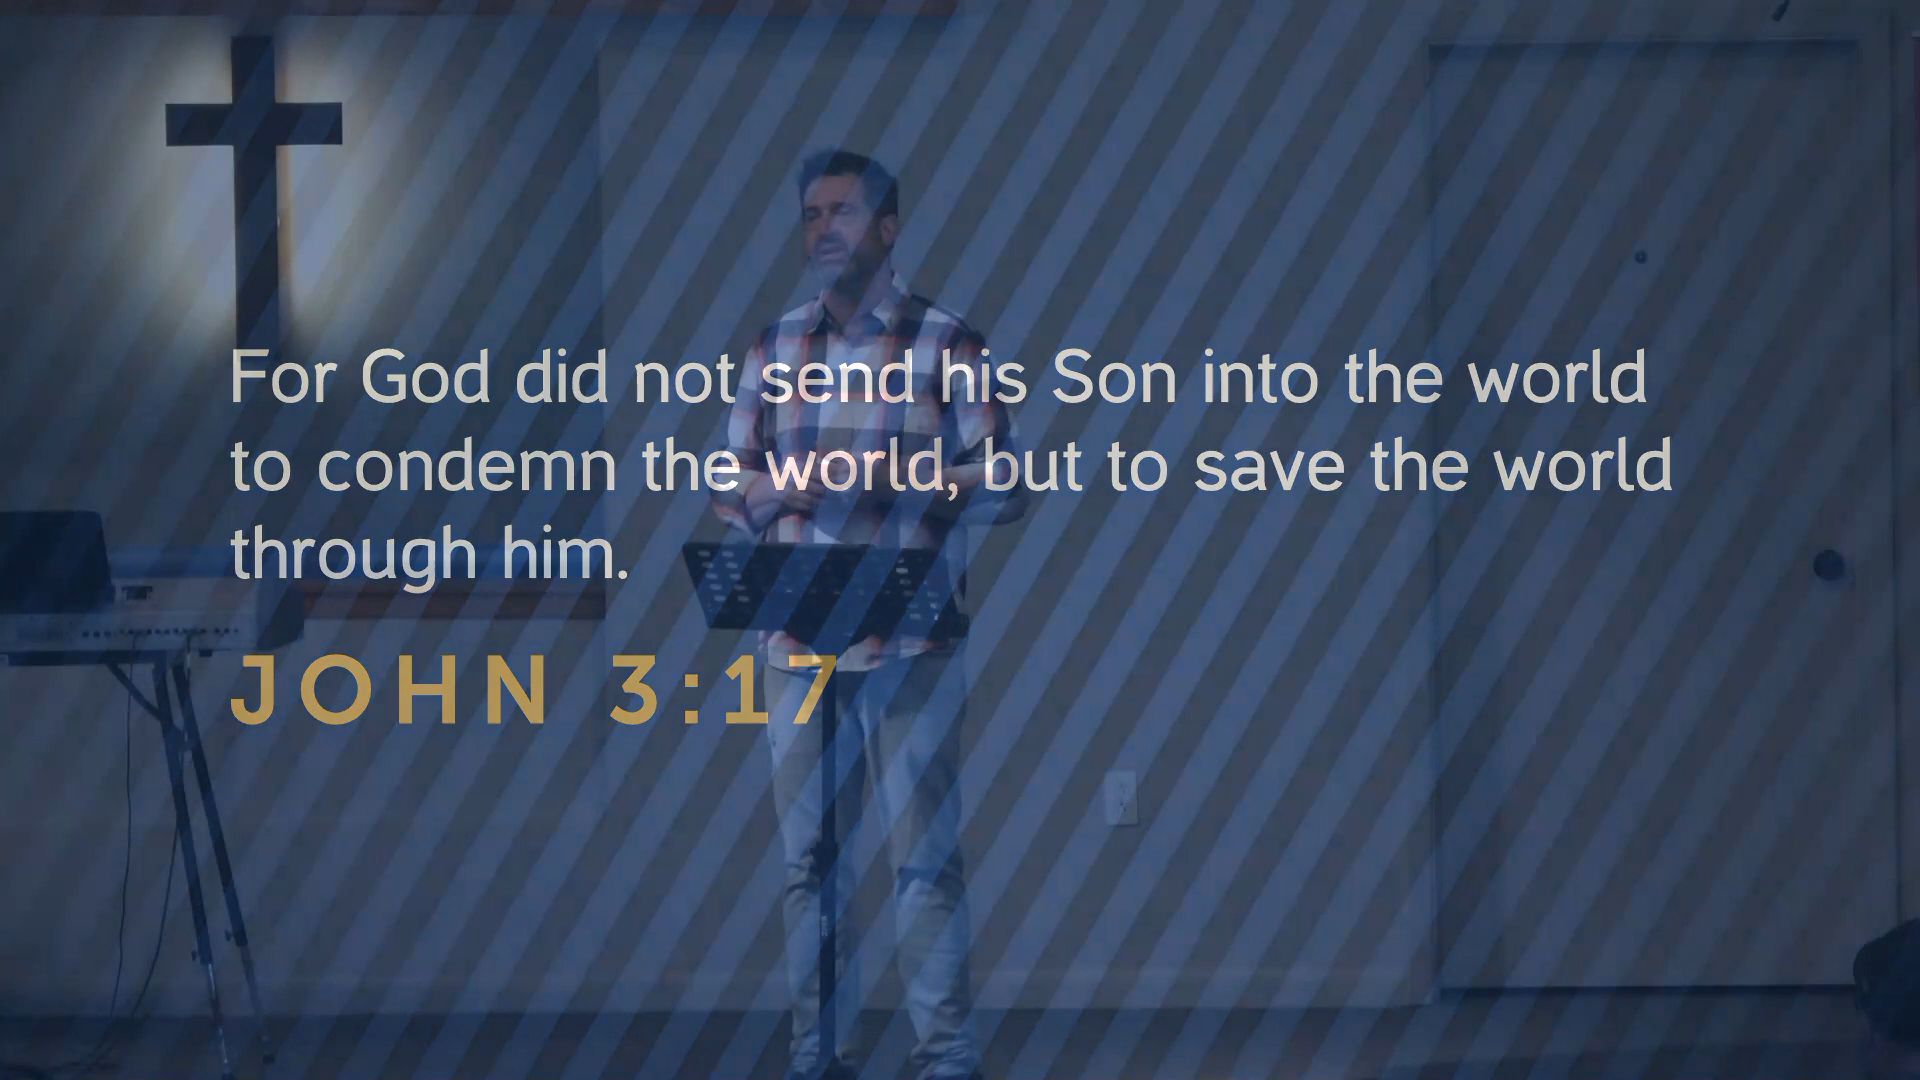 For God did not send his Son into the world
to condemn the world, but to save the world
through him.
JOHN 3:17